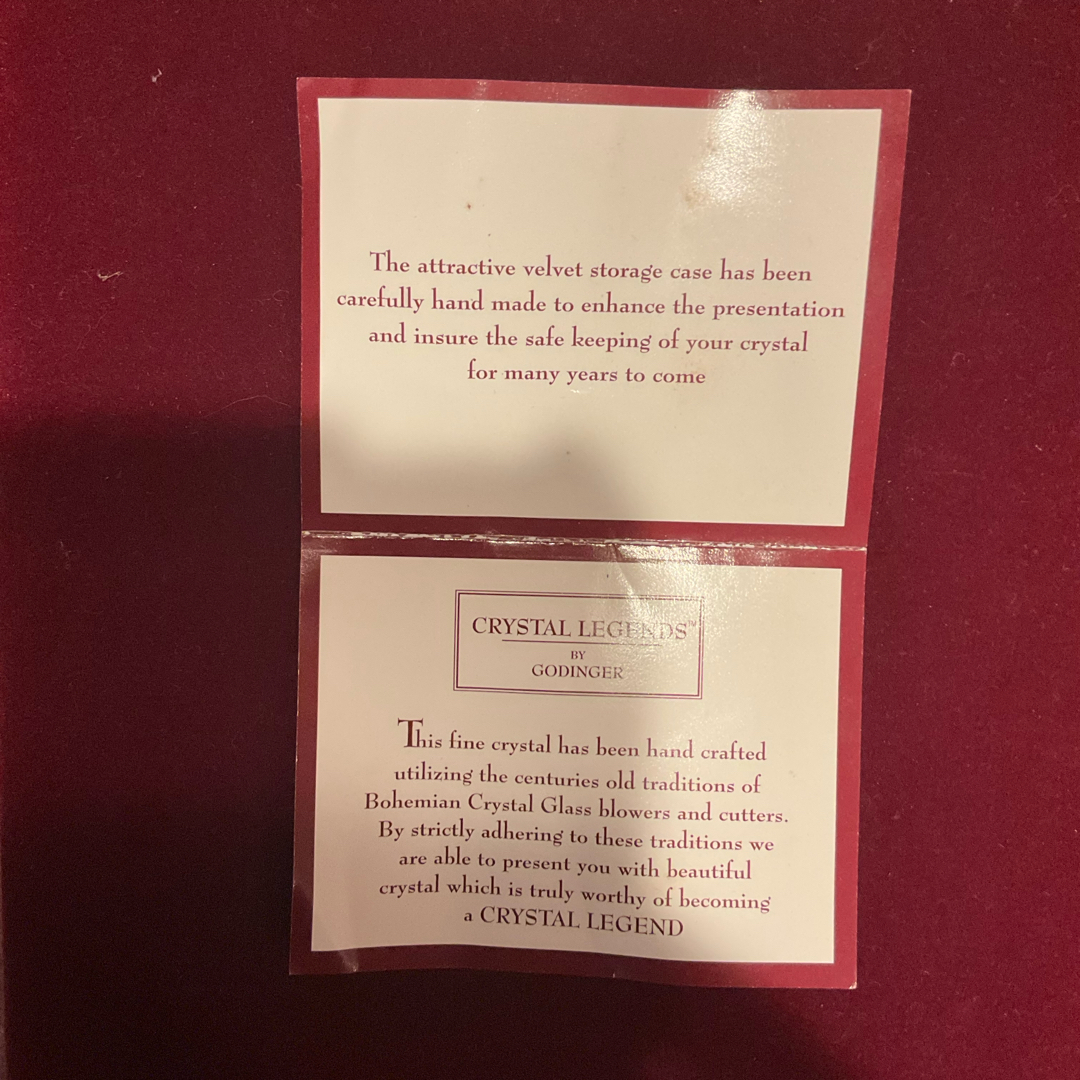 The attractive velvet storage case has been
carefully hand made to enhance the presentation
and insure the safe keeping of your crystal
for many years to come
CRYSTAL LEGENDS™
BY
GODINGER
This fine crystal has been hand crafted
utilizing the centuries old traditions of
Bohemian Crystal Glass blowers and cutters.
By strictly adhering to these traditions we
are able to present you with beautiful
crystal which is truly worthy of becoming
a CRYSTAL LEGEND